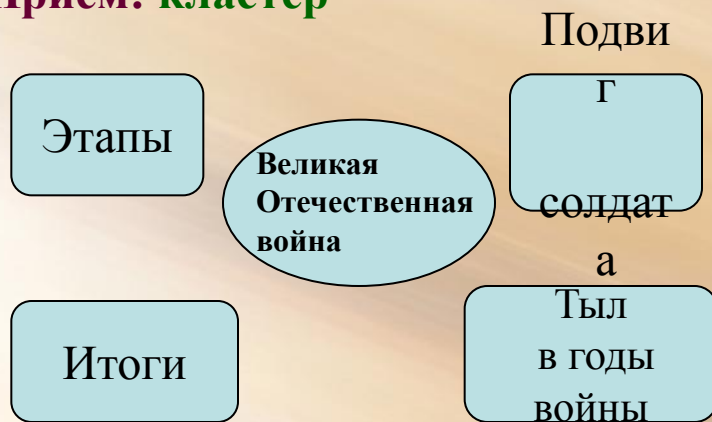 Прием: кластер
Этапы
Великая
Отечественная
война
Подви
г
солдат
а
Итоги
Тыл
в годы
войны